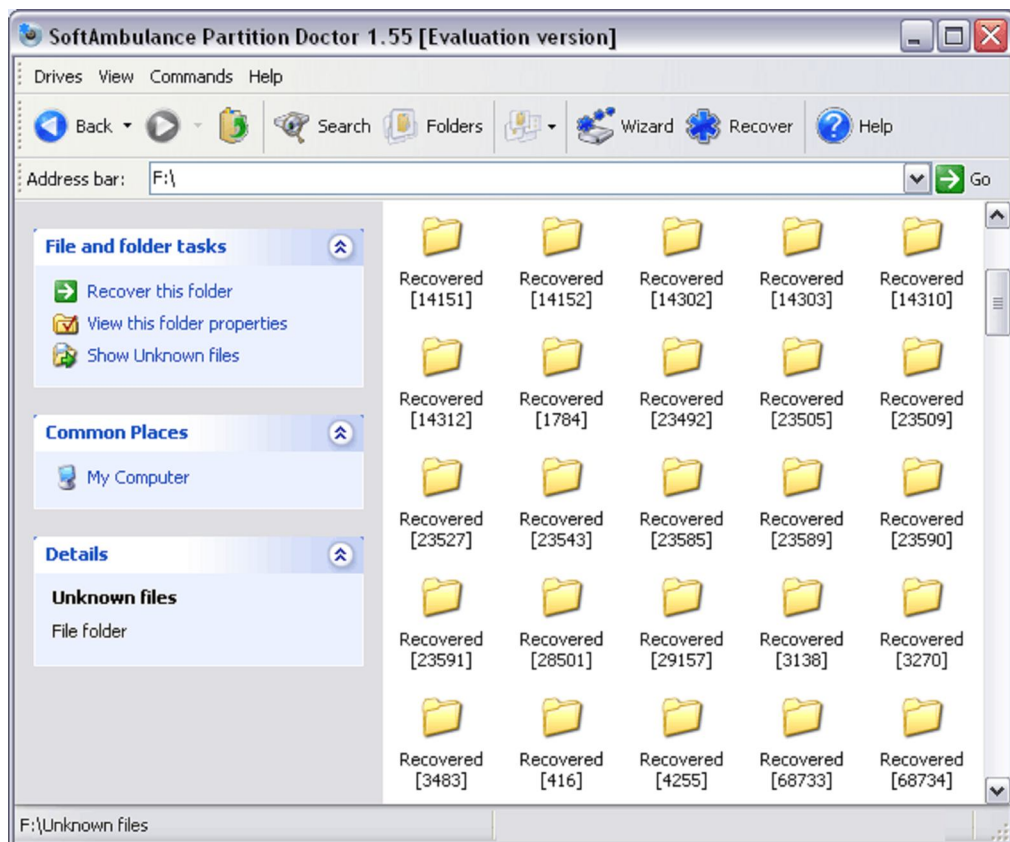 SoftAmbulance Partition Doctor 1.55 [Evaluation version]
Drives View Commands Help
Back Search Folders Wizard Recover Help
Address bar: F:\ Go
File and folder tasks
Recover this folder
View this folder properties
Show Unknown files
Common Places
My Computer
Details
Unknown files
File folder
Recovered Recovered Recovered Recovered Recovered
[14151] [14152] [14302] [14303] [14310]
Recovered Recovered Recovered Recovered Recovered
[14312] [1784] [23492] [23505] [23509]
Recovered Recovered Recovered Recovered Recovered
[23527] [23543] [23585] [23589] [23590]
Recovered Recovered Recovered Recovered Recovered
[23591] [28501] [29157] [3138] [3270]
Recovered Recovered Recovered Recovered Recovered
[3483] [416] [4255] [68733] [68734]
F:\Unknown files